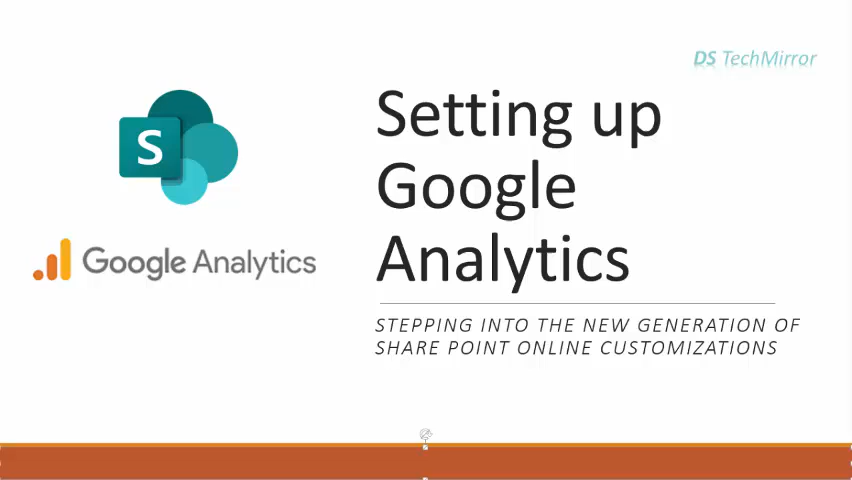 DS TechMirror
Setting up
Google
Analytics
S
Google Analytics
STEPPING INTO THE NEW GENERATION OF
SHARE POINT ONLINE CUSTOMIZATIONS